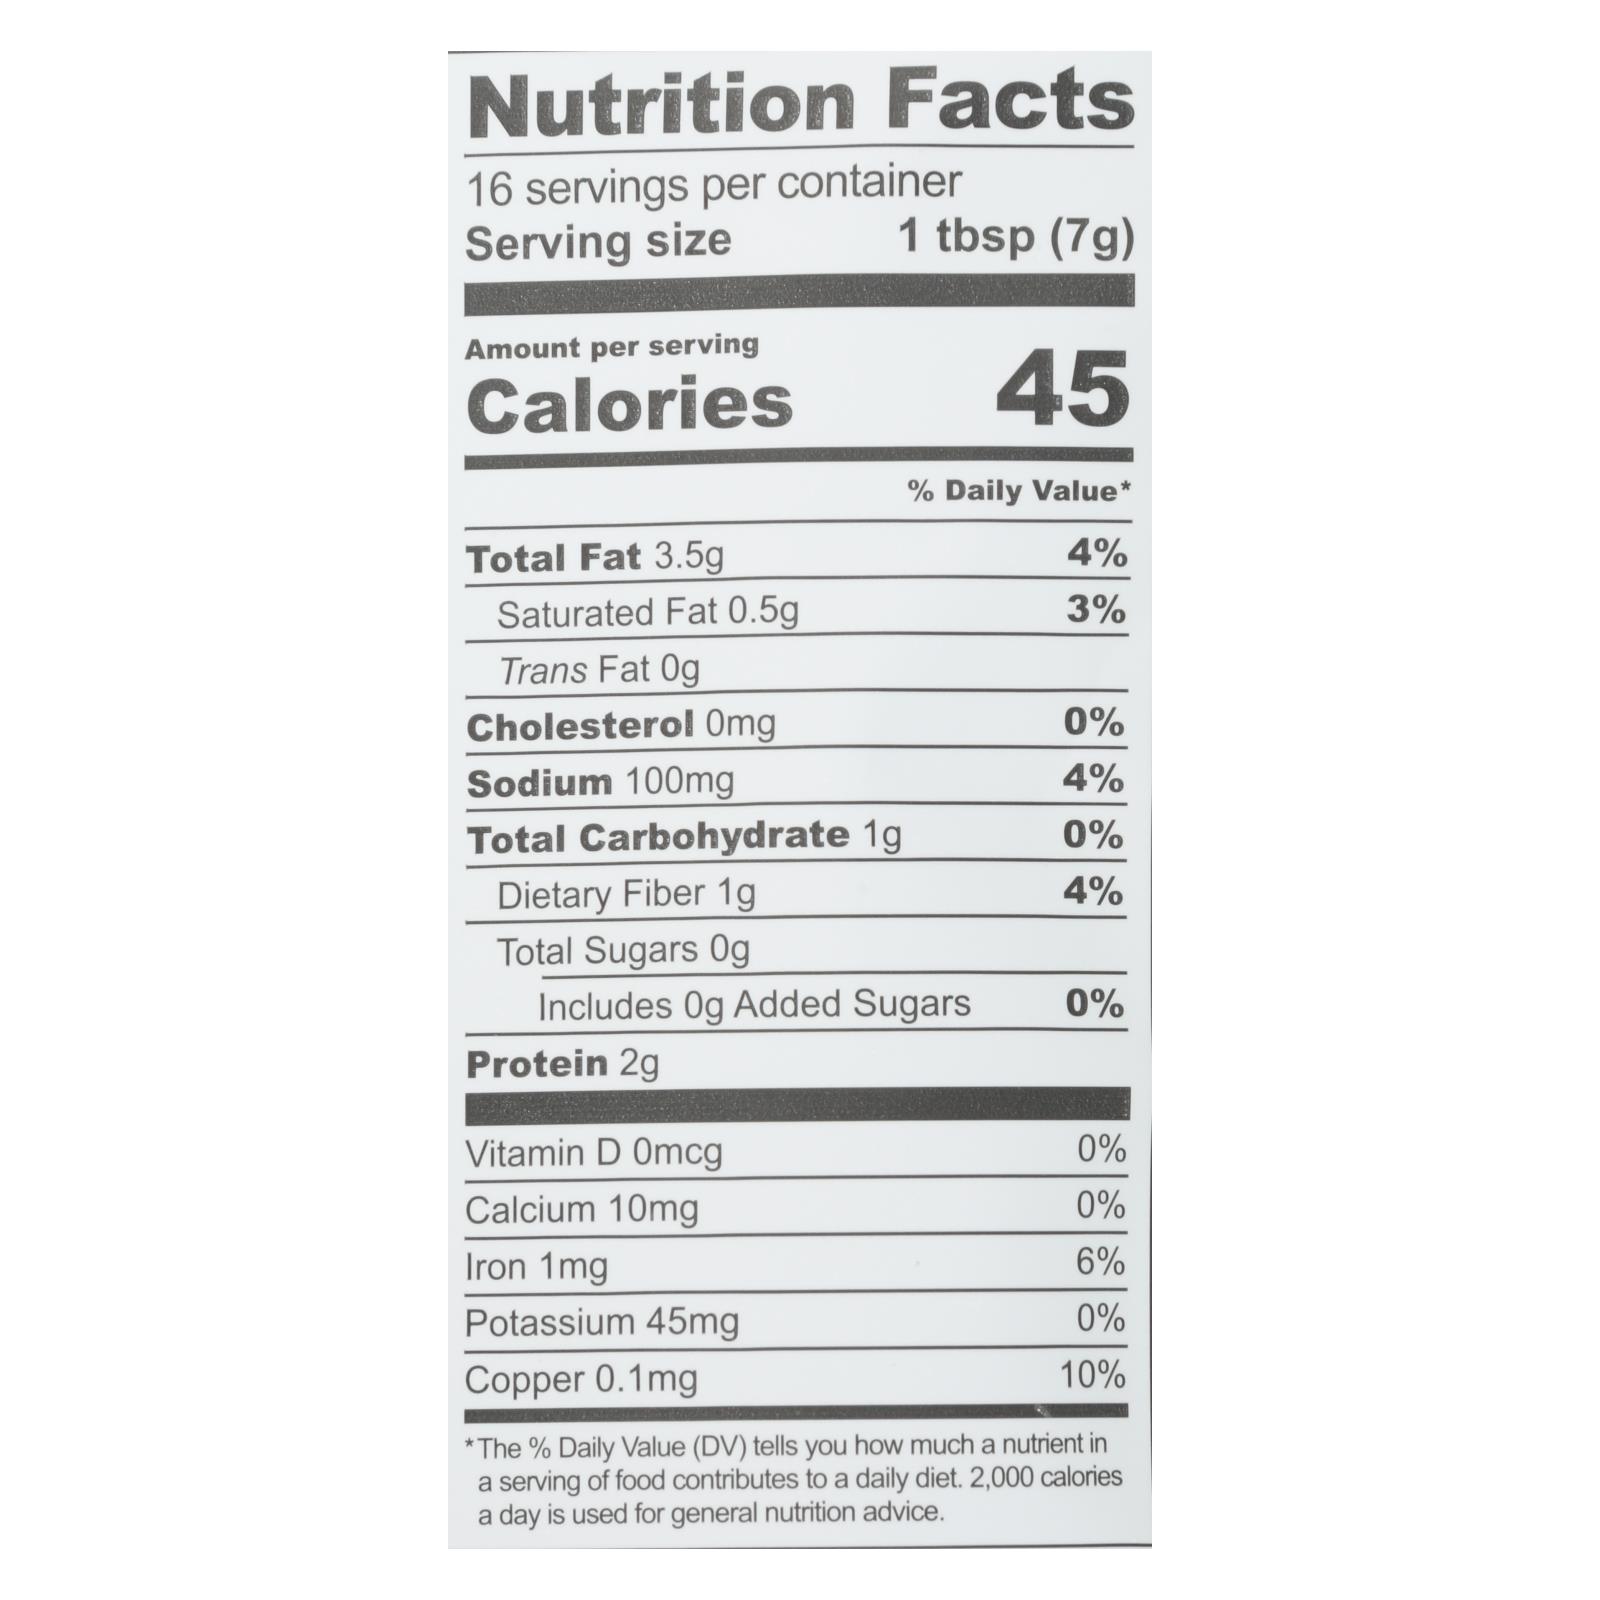 Nutrition Facts
16 servings per container
Serving size 1 tbsp (7g)
Amount per serving
Calories 45
% Daily Value*
Total Fat 3.5g 4%
Saturated Fat 0.5g 3%
Trans Fat 0g
Cholesterol 0mg 0%
Sodium 100mg 4%
Total Carbohydrate 1g 0%
Dietary Fiber 1g 4%
Total Sugars 0g
Includes 0g Added Sugars 0%
Protein 2g
Vitamin D 0mcg 0%
Calcium 10mg 0%
Iron 1mg 6%
Potassium 45mg 0%
Copper 0.1mg 10%
*The % Daily Value (DV) tells you how much a nutrient in
a serving of food contributes to a daily diet. 2,000 calories
a day is used for general nutrition advice.